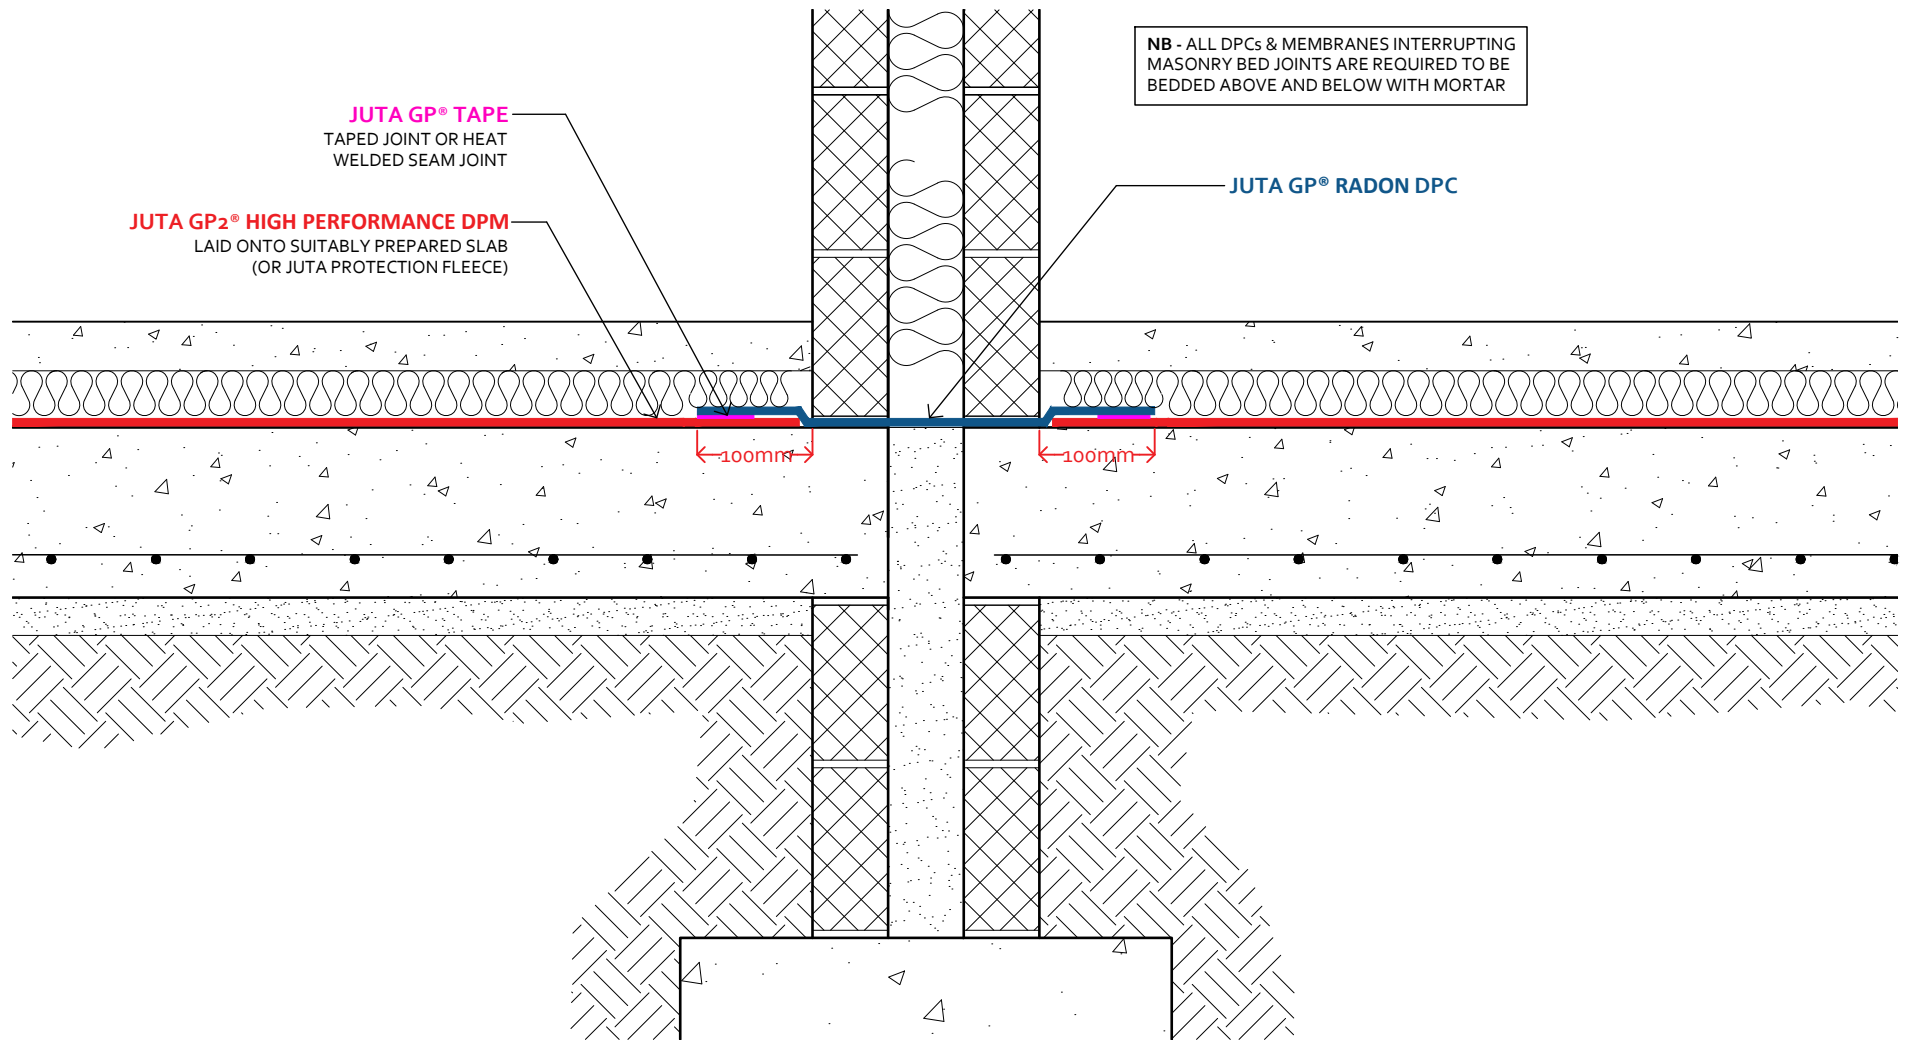 NB - ALL DPCs & MEMBRANES INTERRUPTING
MASONRY BED JOINTS ARE REQUIRED TO BE
BEDDED ABOVE AND BELOW WITH MORTAR
JUTA GP® TAPE
TAPED JOINT OR HEAT
WELDED SEAM JOINT
JUTA GP® RADON DPC
JUTA GP2® HIGH PERFORMANCE DPM
LAID ONTO SUITABLY PREPARED SLAB
(OR JUTA PROTECTION FLEECE)
100mm
100mm